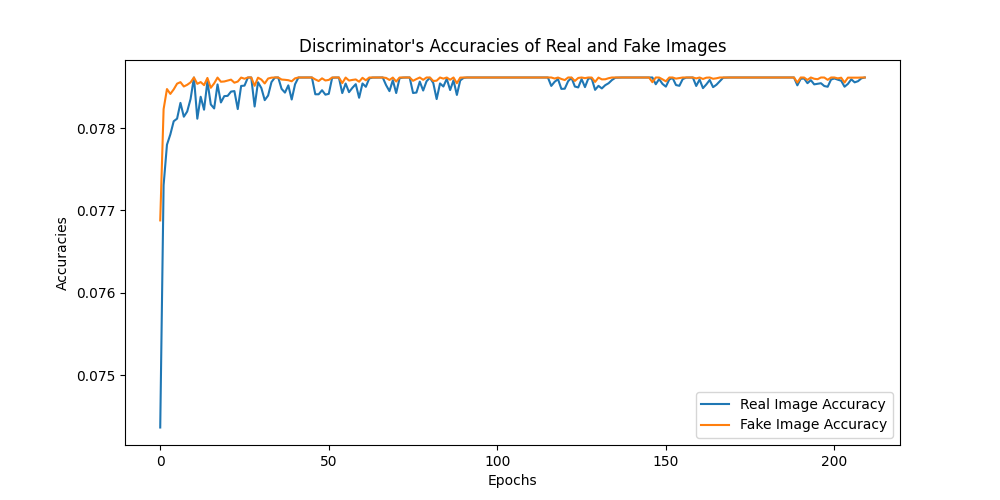 Discriminator's Accuracies of Real and Fake Images
0.078
0.077
0.076
0.075
Accuracies
0
50
100
150
200
Epochs
Real Image Accuracy
Fake Image Accuracy